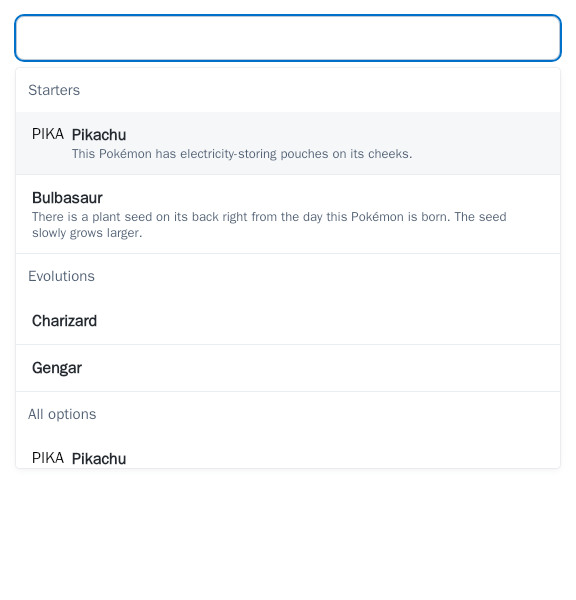 Starters
PIKA Pikachu
This Pokémon has electricity-storing pouches on its cheeks.
Bulbasaur
There is a plant seed on its back right from the day this Pokémon is born. The seed
slowly grows larger.
Evolutions
Charizard
Gengar
All options
PIKA Pikachu